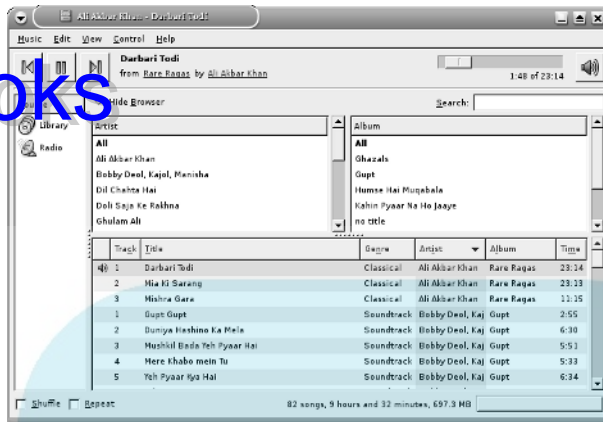 Ali Akbar Khan - Darbari Todi
Music Edit View Control Help
Darbari Todi
from Rare Ragas by Ali Akbar Khan
1:48 of 23:14
oks
Hide Browser
Search:
Library
Radio
Artist
All
Ali Akbar Khan
Bobby Deol, Kajol, Manisha
Dil Chahta Hai
Doli Saja Ke Rakhna
Ghulam Ali
Album
All
Ghazals
Gupt
Humse Hai Muqabala
Kahin Pyaar Na Ho Jaaye
no title
Track Title Genre Artist Album Time
1 Darbari Todi Classical Ali Akbar Khan Rare Ragas 23:14
2 Mia Ki Sarang Classical Ali Akbar Khan Rare Ragas 23:13
3 Mishra Gara Classical Ali Akbar Khan Rare Ragas 11:15
1 Gupt Gupt Soundtrack Bobby Deol, Kaj Gupt 2:55
2 Duniya Hashino Ka Mela Soundtrack Bobby Deol, Kaj Gupt 6:30
3 Mushkil Bada Yeh Pyaar Hai Soundtrack Bobby Deol, Kaj Gupt 5:51
4 Mere Khabo mein Tu Soundtrack Bobby Deol, Kaj Gupt 5:33
5 Yeh Pyaar Kya Hai Soundtrack Bobby Deol, Kaj Gupt 6:34
Shuffle Repeat
82 songs, 9 hours and 32 minutes, 697.3 MB